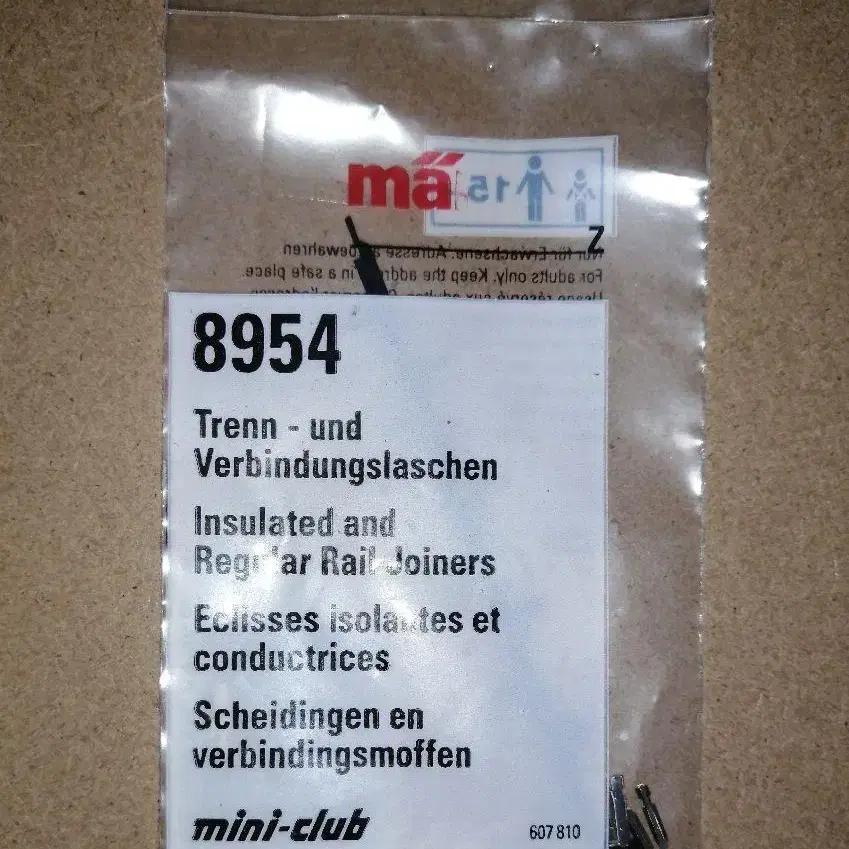 mä
15
Z
Nur für Erwachsene. Adresse
For adults only. Keep the address in a safe place.
8954
Trenn - und
Verbindungslaschen
Insulated and
Regular Rail Joiners
Eclisses isolantes et
conductrices
Scheidingen en
verbindingsmoffen
mini-club
607 810